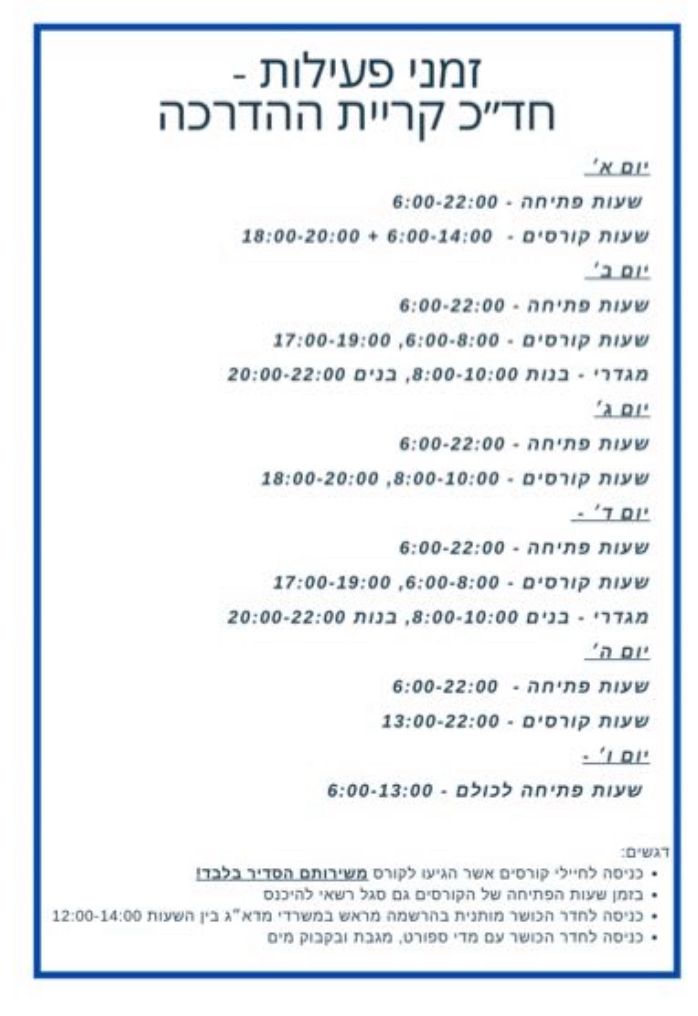 זמני פעילות -
חד״כ קריית ההדרכה
יום א׳
שעות פתיחה - 6:00-22:00
שעות קורסים - 6:00-14:00 + 18:00-20:00
יום ב׳
שעות פתיחה - 6:00-22:00
שעות קורסים - 6:00-8:00, 17:00-19:00
מגדרי - בנות 8:00-10:00, בנים 20:00-22:00
יום ג׳
שעות פתיחה - 6:00-22:00
שעות קורסים - 8:00-10:00, 18:00-20:00
יום ד׳ -
שעות פתיחה - 6:00-22:00
שעות קורסים - 6:00-8:00, 17:00-19:00
מגדרי - בנים 8:00-10:00, בנות 20:00-22:00
יום ה׳
שעות פתיחה - 6:00-22:00
שעות קורסים - 13:00-22:00
יום ו׳ -
שעות פתיחה לכולם - 6:00-13:00
דגשים:
• כניסה לחיילי קורסים אשר הגיעו לקורס משירותם הסדיר בלבד!
• בזמן שעות הפתיחה של הקורסים גם סגל רשאי להיכנס
• כניסה לחדר הכושר מותנית בהרשמה מראש במשרדי מדא״ג בין השעות 12:00-14:00
• כניסה לחדר הכושר עם מדי ספורט, מגבת ובקבוק מים